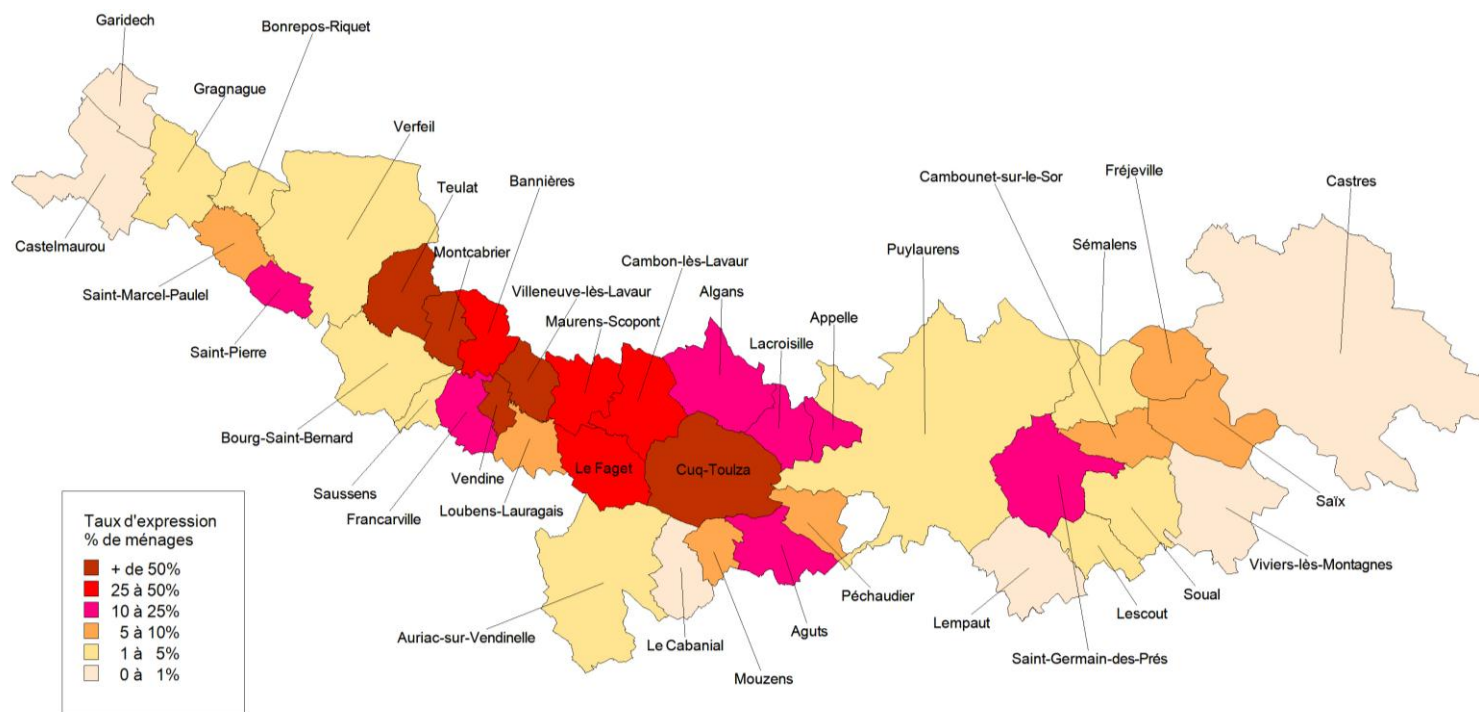 Garidech
Bonrepos-Riquet
Gragnague
Verfeil
Teulat
Bannières
Cambounet-sur-le-Sor
Fréjeville
Castres
Castelmaurou
Montcabrier
Cambon-lès-Lavaur
Puylaurens
Sémalens
Saint-Marcel-Paulel
Villeneuve-lès-Lavaur
Algans
Maurens-Scopont
Appelle
Saint-Pierre
Lacroisille
Bourg-Saint-Bernard
Saussens
Vendine
Le Faget
Cuq-Toulza
Francarville
Loubens-Lauragais
Saïx
Viviers-lès-Montagnes
Péchaudier
Soual
Lempaut
Lescout
Auriac-sur-Vendinelle
Le Cabanial
Aguts
Saint-Germain-des-Prés
Mouzens
Taux d'expression
% de ménages
+ de 50%
25 à 50%
10 à 25%
5 à 10%
1 à 5%
0 à 1%